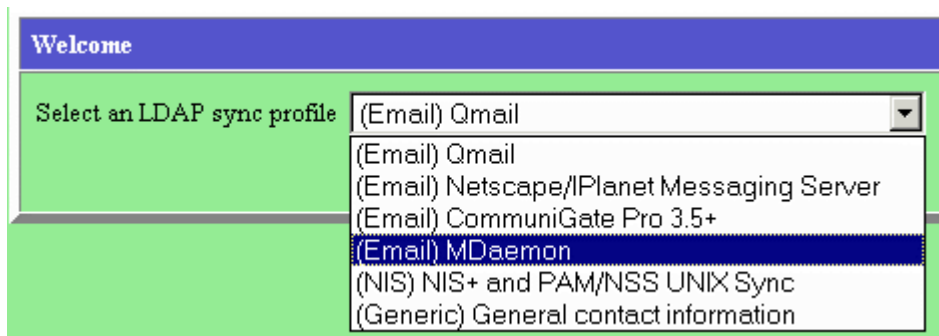 Welcome
Select an LDAP sync profile (Email) Qmail
(Email) Qmail
(Email) Netscape/IPlanet Messaging Server
(Email) CommuniGate Pro 3.5+
(Email) MDaemon
(NIS) NIS+ and PAM/NSS UNIX Sync
(Generic) General contact information